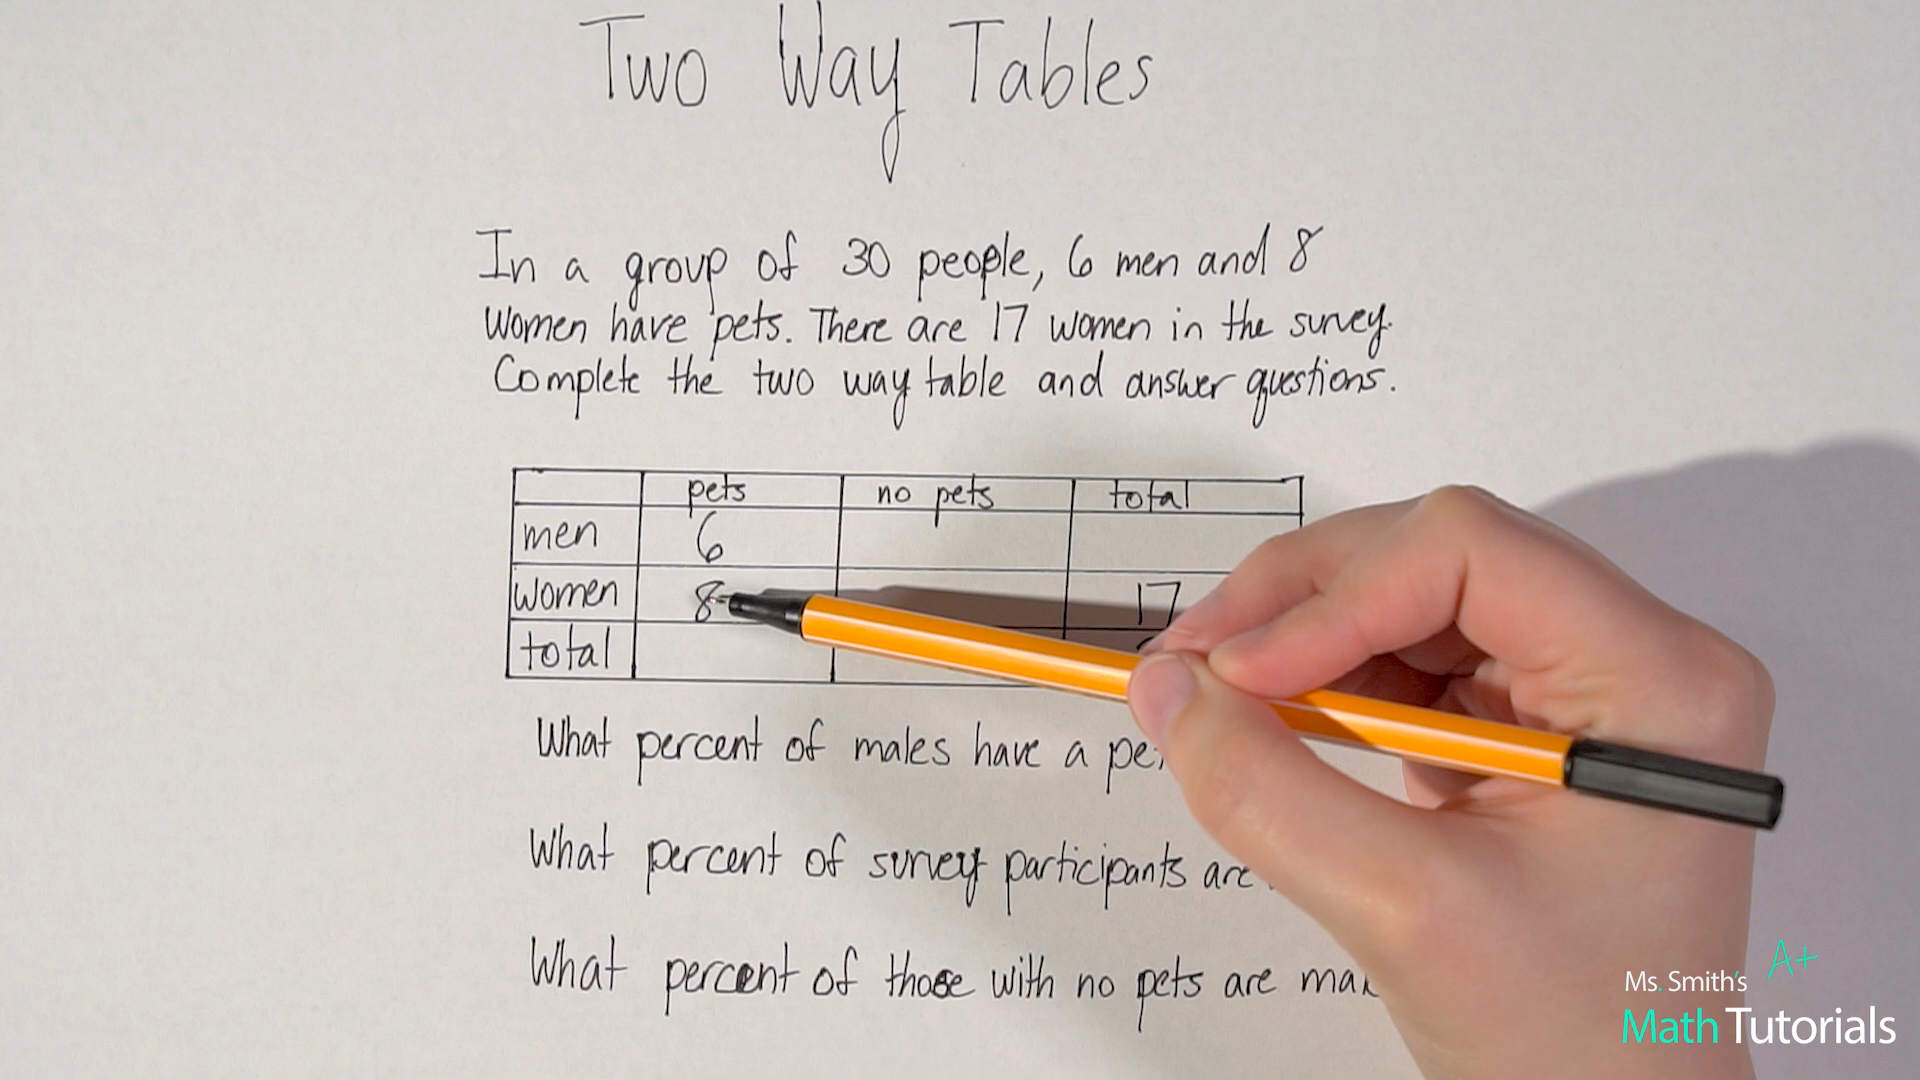 Two Way Tables
In a group of 30 people, 6 men and 8
women have pets. There are 17 women in the survey.
Complete the two way table and answer questions.
pets no pets total
men 6
women 8 17
total
What percent of males have a
What percent of survey participants are
What percent of those with no pets are
A+
Ms. Smith's
Math Tutorials